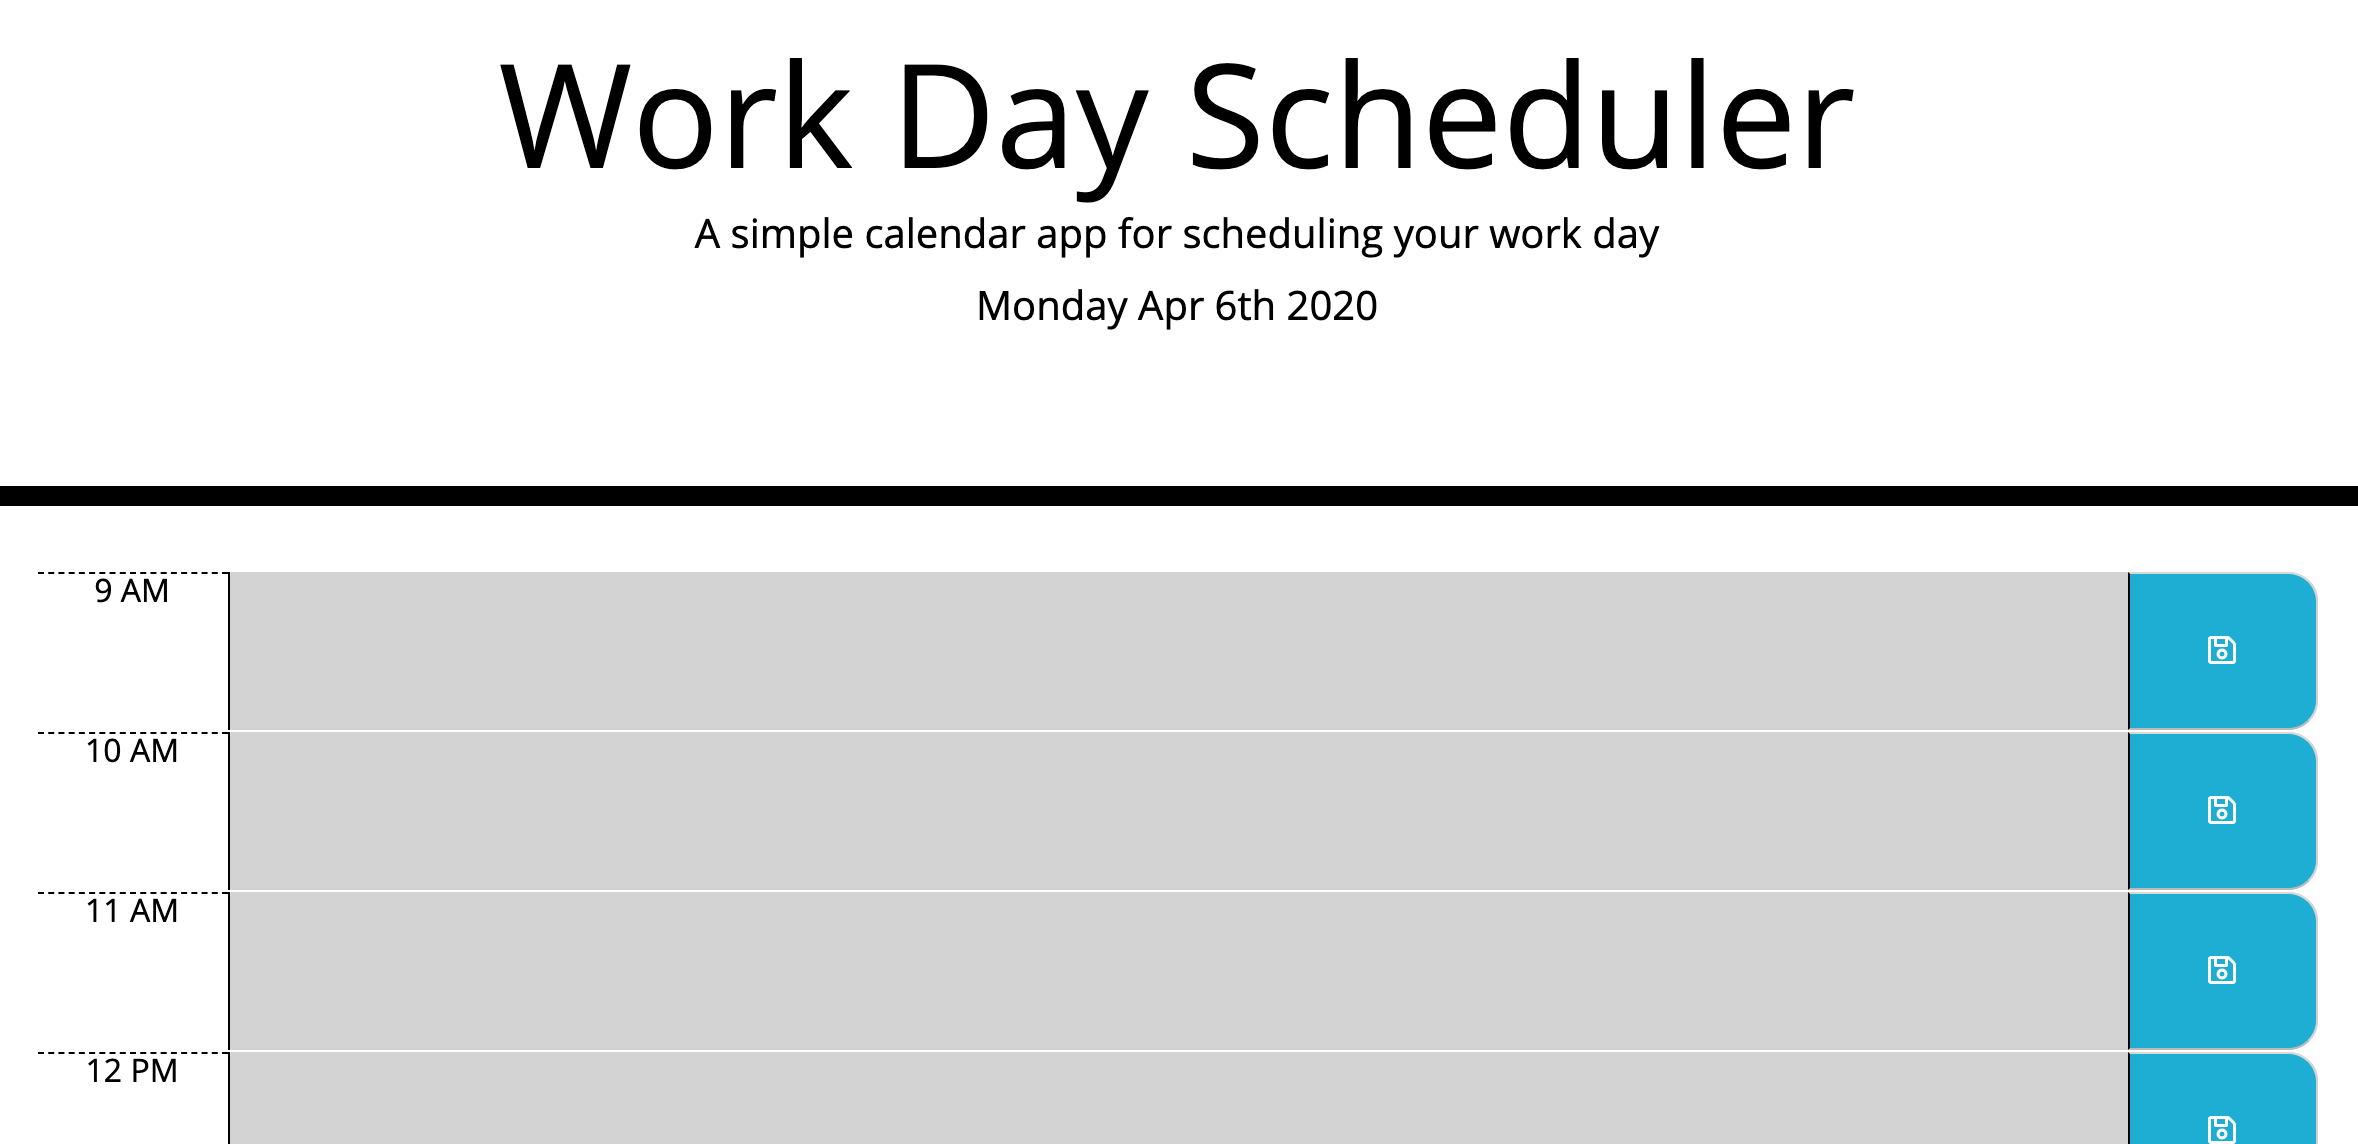 Work Day Scheduler
A simple calendar app for scheduling your work day
Monday Apr 6th 2020
9 AM
10 AM
11 AM
12 PM